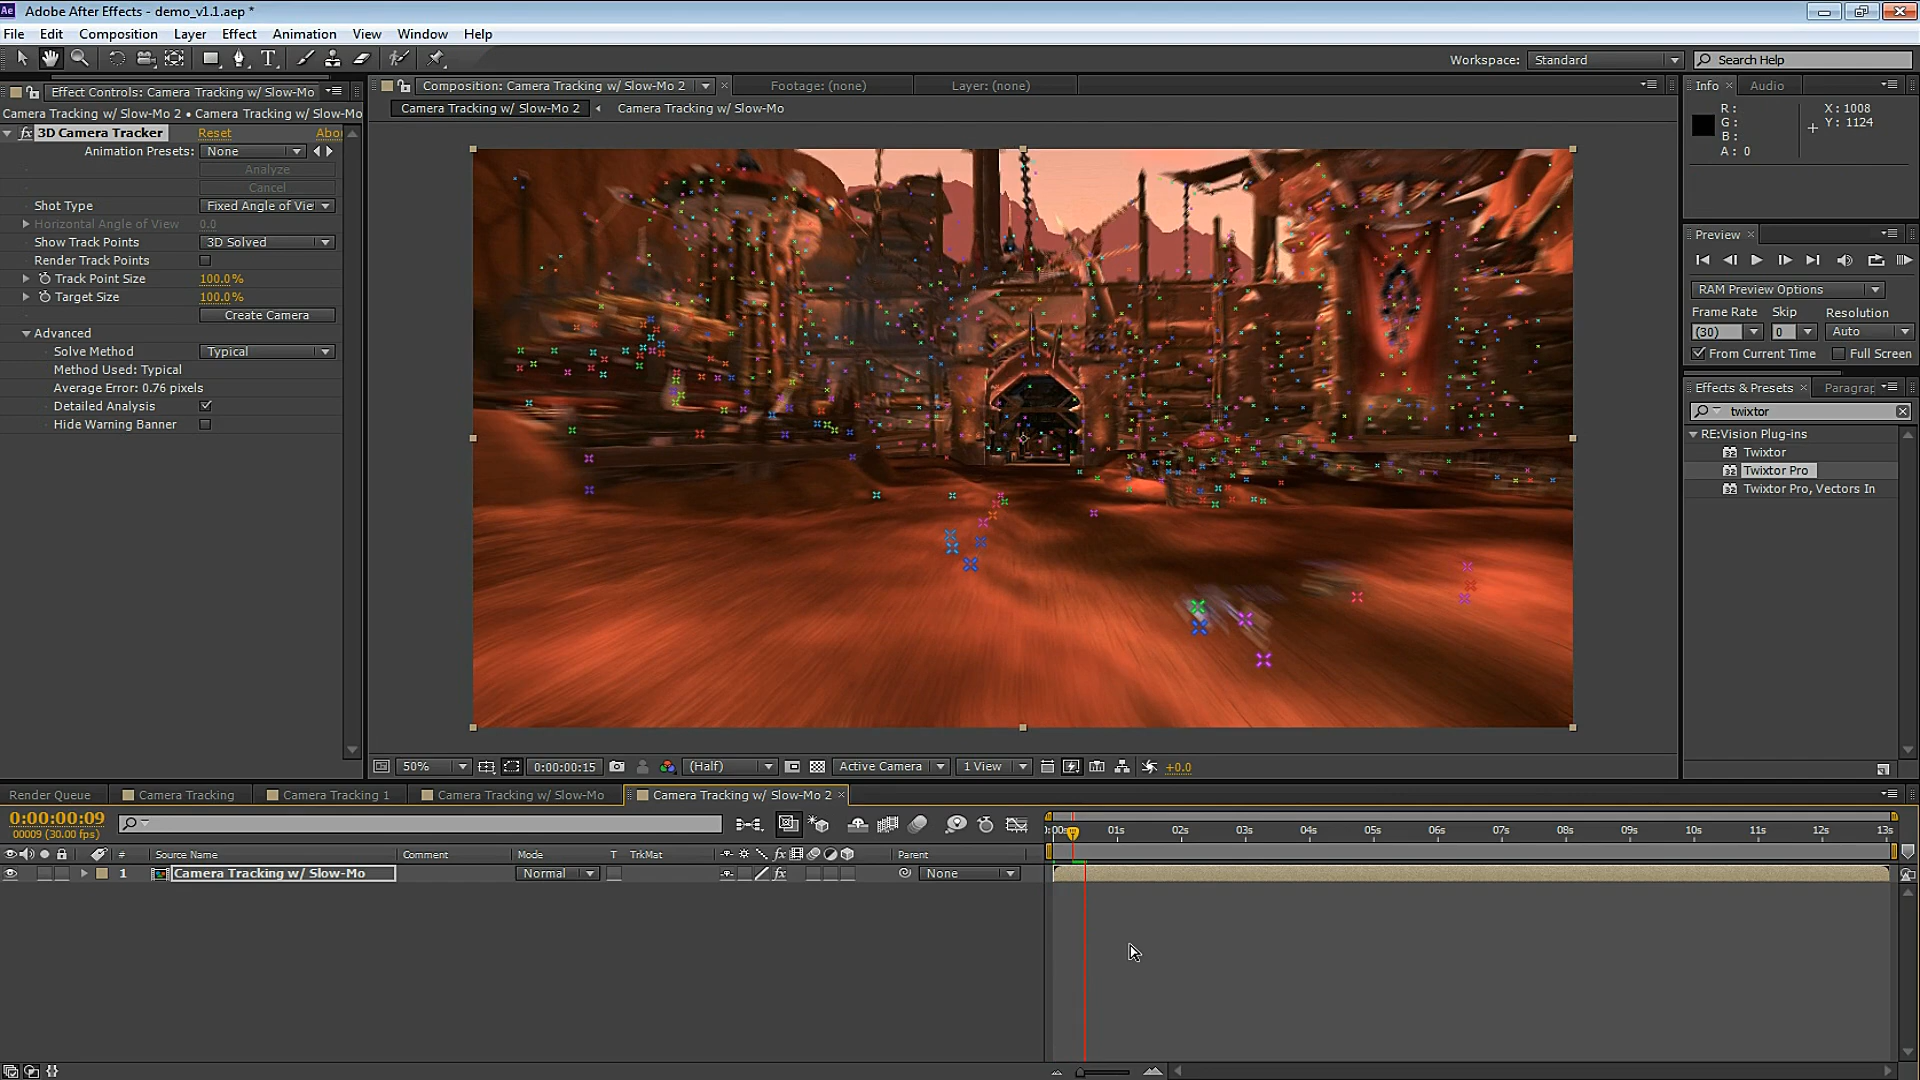 Ae Adobe After Effects - demo_v1.1.aep *
File Edit Composition Layer Effect Animation View Window Help
T Workspace: Standard Search Help
Effect Controls: Camera Tracking w/ Slow-Mo
Camera Tracking w/ Slow-Mo 2 • Camera Tracking w/ Slow-Mo
fx 3D Camera Tracker Reset Abou
Animation Presets: None
Analyze
Cancel
Shot Type Fixed Angle of Vie
Horizontal Angle of View 0.0
Show Track Points 3D Solved
Render Track Points
Track Point Size 100.0%
Target Size 100.0%
Create Camera
Advanced
Solve Method Typical
Method Used: Typical
Average Error: 0.76 pixels
Detailed Analysis
Hide Warning Banner
Composition: Camera Tracking w/ Slow-Mo 2 Footage: (none) Layer: (none)
Camera Tracking w/ Slow-Mo 2 Camera Tracking w/ Slow-Mo
50% 0:00:00:15 (Half) Active Camera 1 View +0.0
Info Audio
R : X : 1008
G : Y : 1124
B :
A : 0
Preview
RAM Preview Options
Frame Rate Skip Resolution
(30) 0 Auto
From Current Time Full Screen
Effects & Presets Paragrap
twixtor
RE:Vision Plug-ins
32 Twixtor
32 Twixtor Pro
32 Twixtor Pro, Vectors In
Render Queue Camera Tracking Camera Tracking 1 Camera Tracking w/ Slow-Mo Camera Tracking w/ Slow-Mo 2
0:00:00:09
00009 (30.00 fps)
01s 02s 03s 04s 05s 06s 07s 08s 09s 10s 11s 12s 13s
# Source Name Comment Mode T TrkMat fx Parent
1 Camera Tracking w/ Slow-Mo Normal fx None